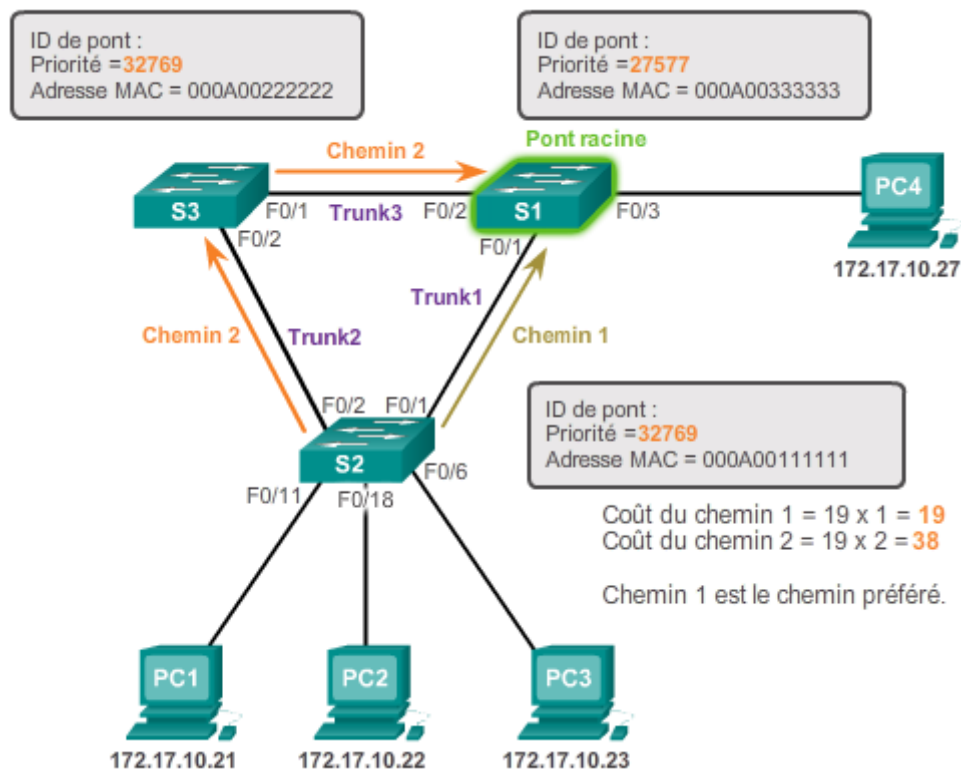 ID de pont :
Priorité =32769
Adresse MAC = 000A00222222
ID de pont :
Priorité =27577
Adresse MAC = 000A00333333
Pont racine
Chemin 2
S3
F0/1
Trunk3
F0/2
S1
F0/3
PC4
F0/2
F0/1
172.17.10.27
Trunk1
Chemin 2
Trunk2
Chemin 1
F0/2
F0/1
ID de pont :
Priorité =32769
Adresse MAC = 000A00111111
S2
F0/6
F0/11
F0/18
Coût du chemin 1 = 19 x 1 = 19
Coût du chemin 2 = 19 x 2 = 38
Chemin 1 est le chemin préféré.
PC1
PC2
PC3
172.17.10.21
172.17.10.22
172.17.10.23